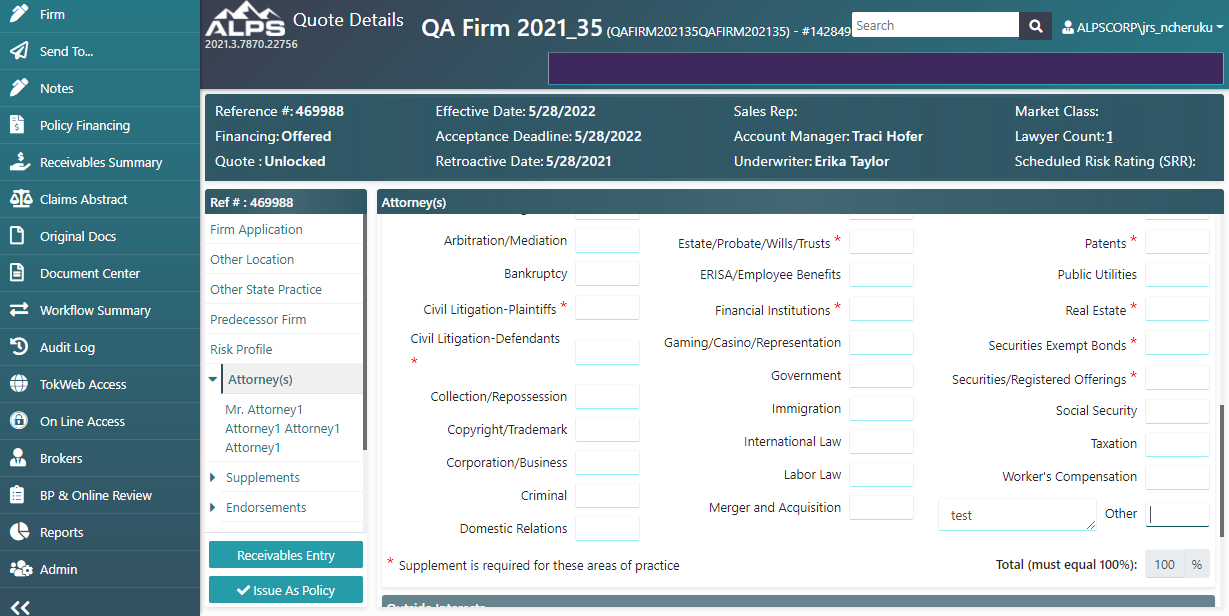 Firm
Send To...
Notes
Policy Financing
Receivables Summary
Claims Abstract
Original Docs
Document Center
Workflow Summary
Audit Log
TokWeb Access
On Line Access
Brokers
BP & Online Review
Reports
Admin
ALPS
2021.3.7870.22756
Quote Details
QA Firm 2021_35 (QAFIRM202135QAFIRM202135) - #142849
Search
ALPSCORP\jrs_ncheruku
Reference #: 469988
Financing: Offered
Quote : Unlocked
Effective Date: 5/28/2022
Acceptance Deadline: 5/28/2022
Retroactive Date: 5/28/2021
Sales Rep:
Account Manager: Traci Hofer
Underwriter: Erika Taylor
Market Class:
Lawyer Count: 1
Scheduled Risk Rating (SRR):
Ref # : 469988
Firm Application
Other Location
Other State Practice
Predecessor Firm
Risk Profile
Attorney(s)
Mr. Attorney1
Attorney1 Attorney1
Attorney1
Supplements
Endorsements
Receivables Entry
Issue As Policy
Attorney(s)
Arbitration/Mediation
Bankruptcy
Civil Litigation-Plaintiffs *
Civil Litigation-Defendants
*
Collection/Repossession
Copyright/Trademark
Corporation/Business
Criminal
Domestic Relations
Estate/Probate/Wills/Trusts *
ERISA/Employee Benefits
Financial Institutions *
Gaming/Casino/Representation
Government
Immigration
International Law
Labor Law
Merger and Acquisition
Patents *
Public Utilities
Real Estate *
Securities Exempt Bonds *
Securities/Registered Offerings *
Social Security
Taxation
Worker's Compensation
test
Other
* Supplement is required for these areas of practice
Total (must equal 100%): 100 %
Outside Interests